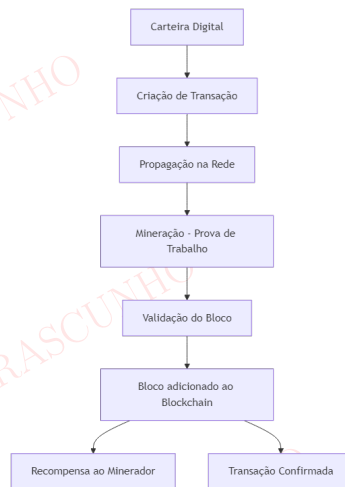 Carteira Digital
Criação de Transação
Propagação na Rede
Mineração - Prova de
Trabalho
Validação do Bloco
Bloco adicionado ao
Blockchain
Recompensa ao Minerador
Transação Confirmada
RASCUNHO